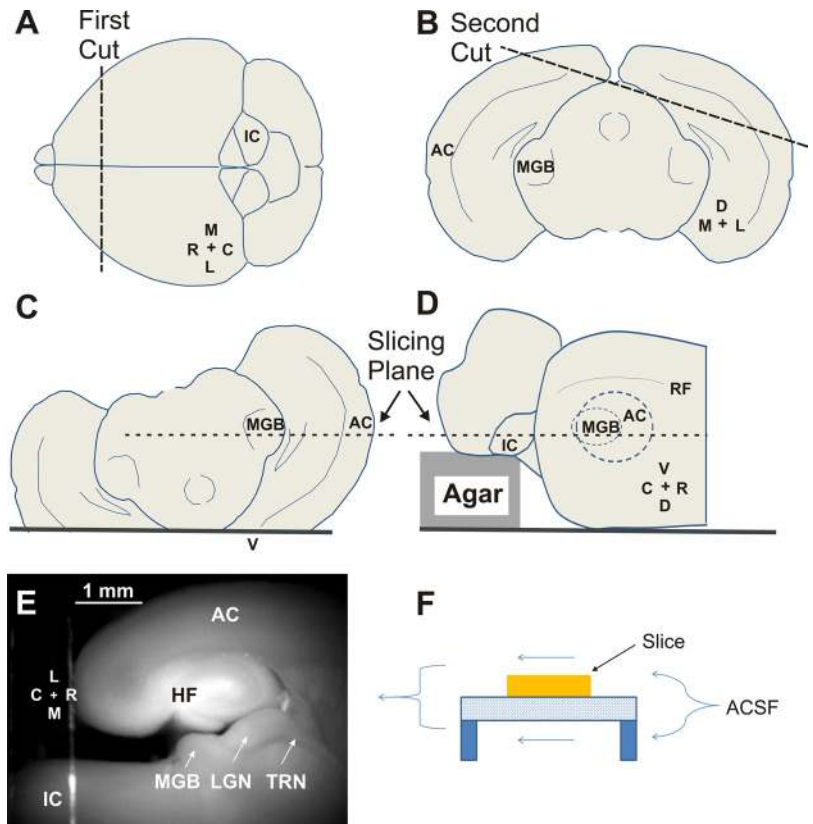 A
First
Cut
IC
M
R + C
L
B
Second
Cut
AC
MGB
D
M + L
C
MGB
AC
V
Slicing
Plane
D
RF
AC
MGB
IC
V
C + R
D
Agar
E
1 mm
AC
L
C + R
M
HF
MGB LGN TRN
IC
F
Slice
ACSF